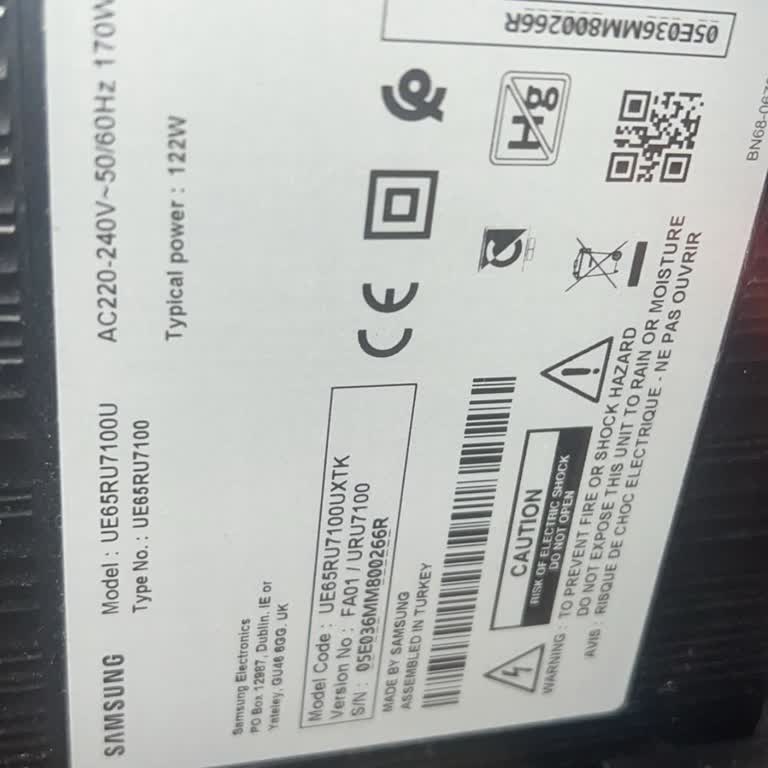 SAMSUNG
Model : UE65RU7100U
Type No. : UE65RU7100
AC220-240V~50/60Hz 170W
Typical power : 122W
Samsung Electronics
PO Box 12987, Dublin. IE or
Yateley, GU46 6GG. UK
Model Code : UE65RU7100UXTK
Version No : FA01 / URU7100
S/N : 05E036MM800266R
MADE BY SAMSUNG
ASSEMBLED IN TURKEY
CE
Hg
CAUTION
RISK OF ELECTRIC SHOCK
DO NOT OPEN
WARNING : TO PREVENT FIRE OR SHOCK HAZARD
DO NOT EXPOSE THIS UNIT TO RAIN OR MOISTURE
AVIS : RISQUE DE CHOC ELECTRIQUE - NE PAS OUVRIR
05E036MM800266R